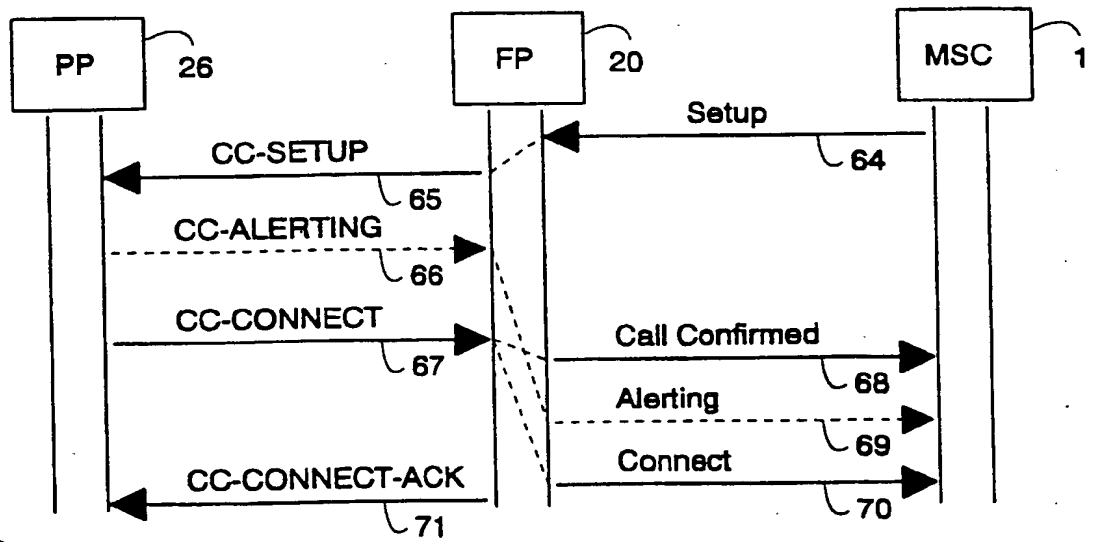 PP
26
FP
20
MSC
1
Setup
64
CC-SETUP
65
CC-ALERTING
66
CC-CONNECT
67
Call Confirmed
68
Alerting
69
Connect
70
CC-CONNECT-ACK
71